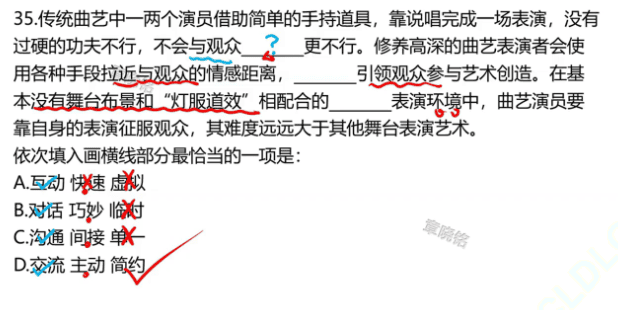 35.传统曲艺中一两个演员借助简单的手持道具，靠说唱完成一场表演，没有
过硬的功夫不行，不会与观众______更不行。修养高深的曲艺表演者会使
用各种手段拉近与观众的情感距离，______引领观众参与艺术创造。在基
本没有舞台布景和“灯服道效”相配合的______表演环境中，曲艺演员要
靠自身的表演征服观众，其难度远远大于其他舞台表演艺术。
依次填入画横线部分最恰当的一项是：
A.互动 快速 虚拟
B.对话 巧妙 临时
C.沟通 间接 单一
D.交流 主动 简约
章晓铭
CLDLS